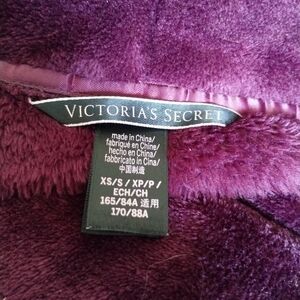 VICTORIA'S SECRET
made in China/
fabriqué en Chine/
hecho en China/
fabbricato in Cina/
中国制造
XS/S / XP/P /
ECH/CH
165/84A 适用
170/88A